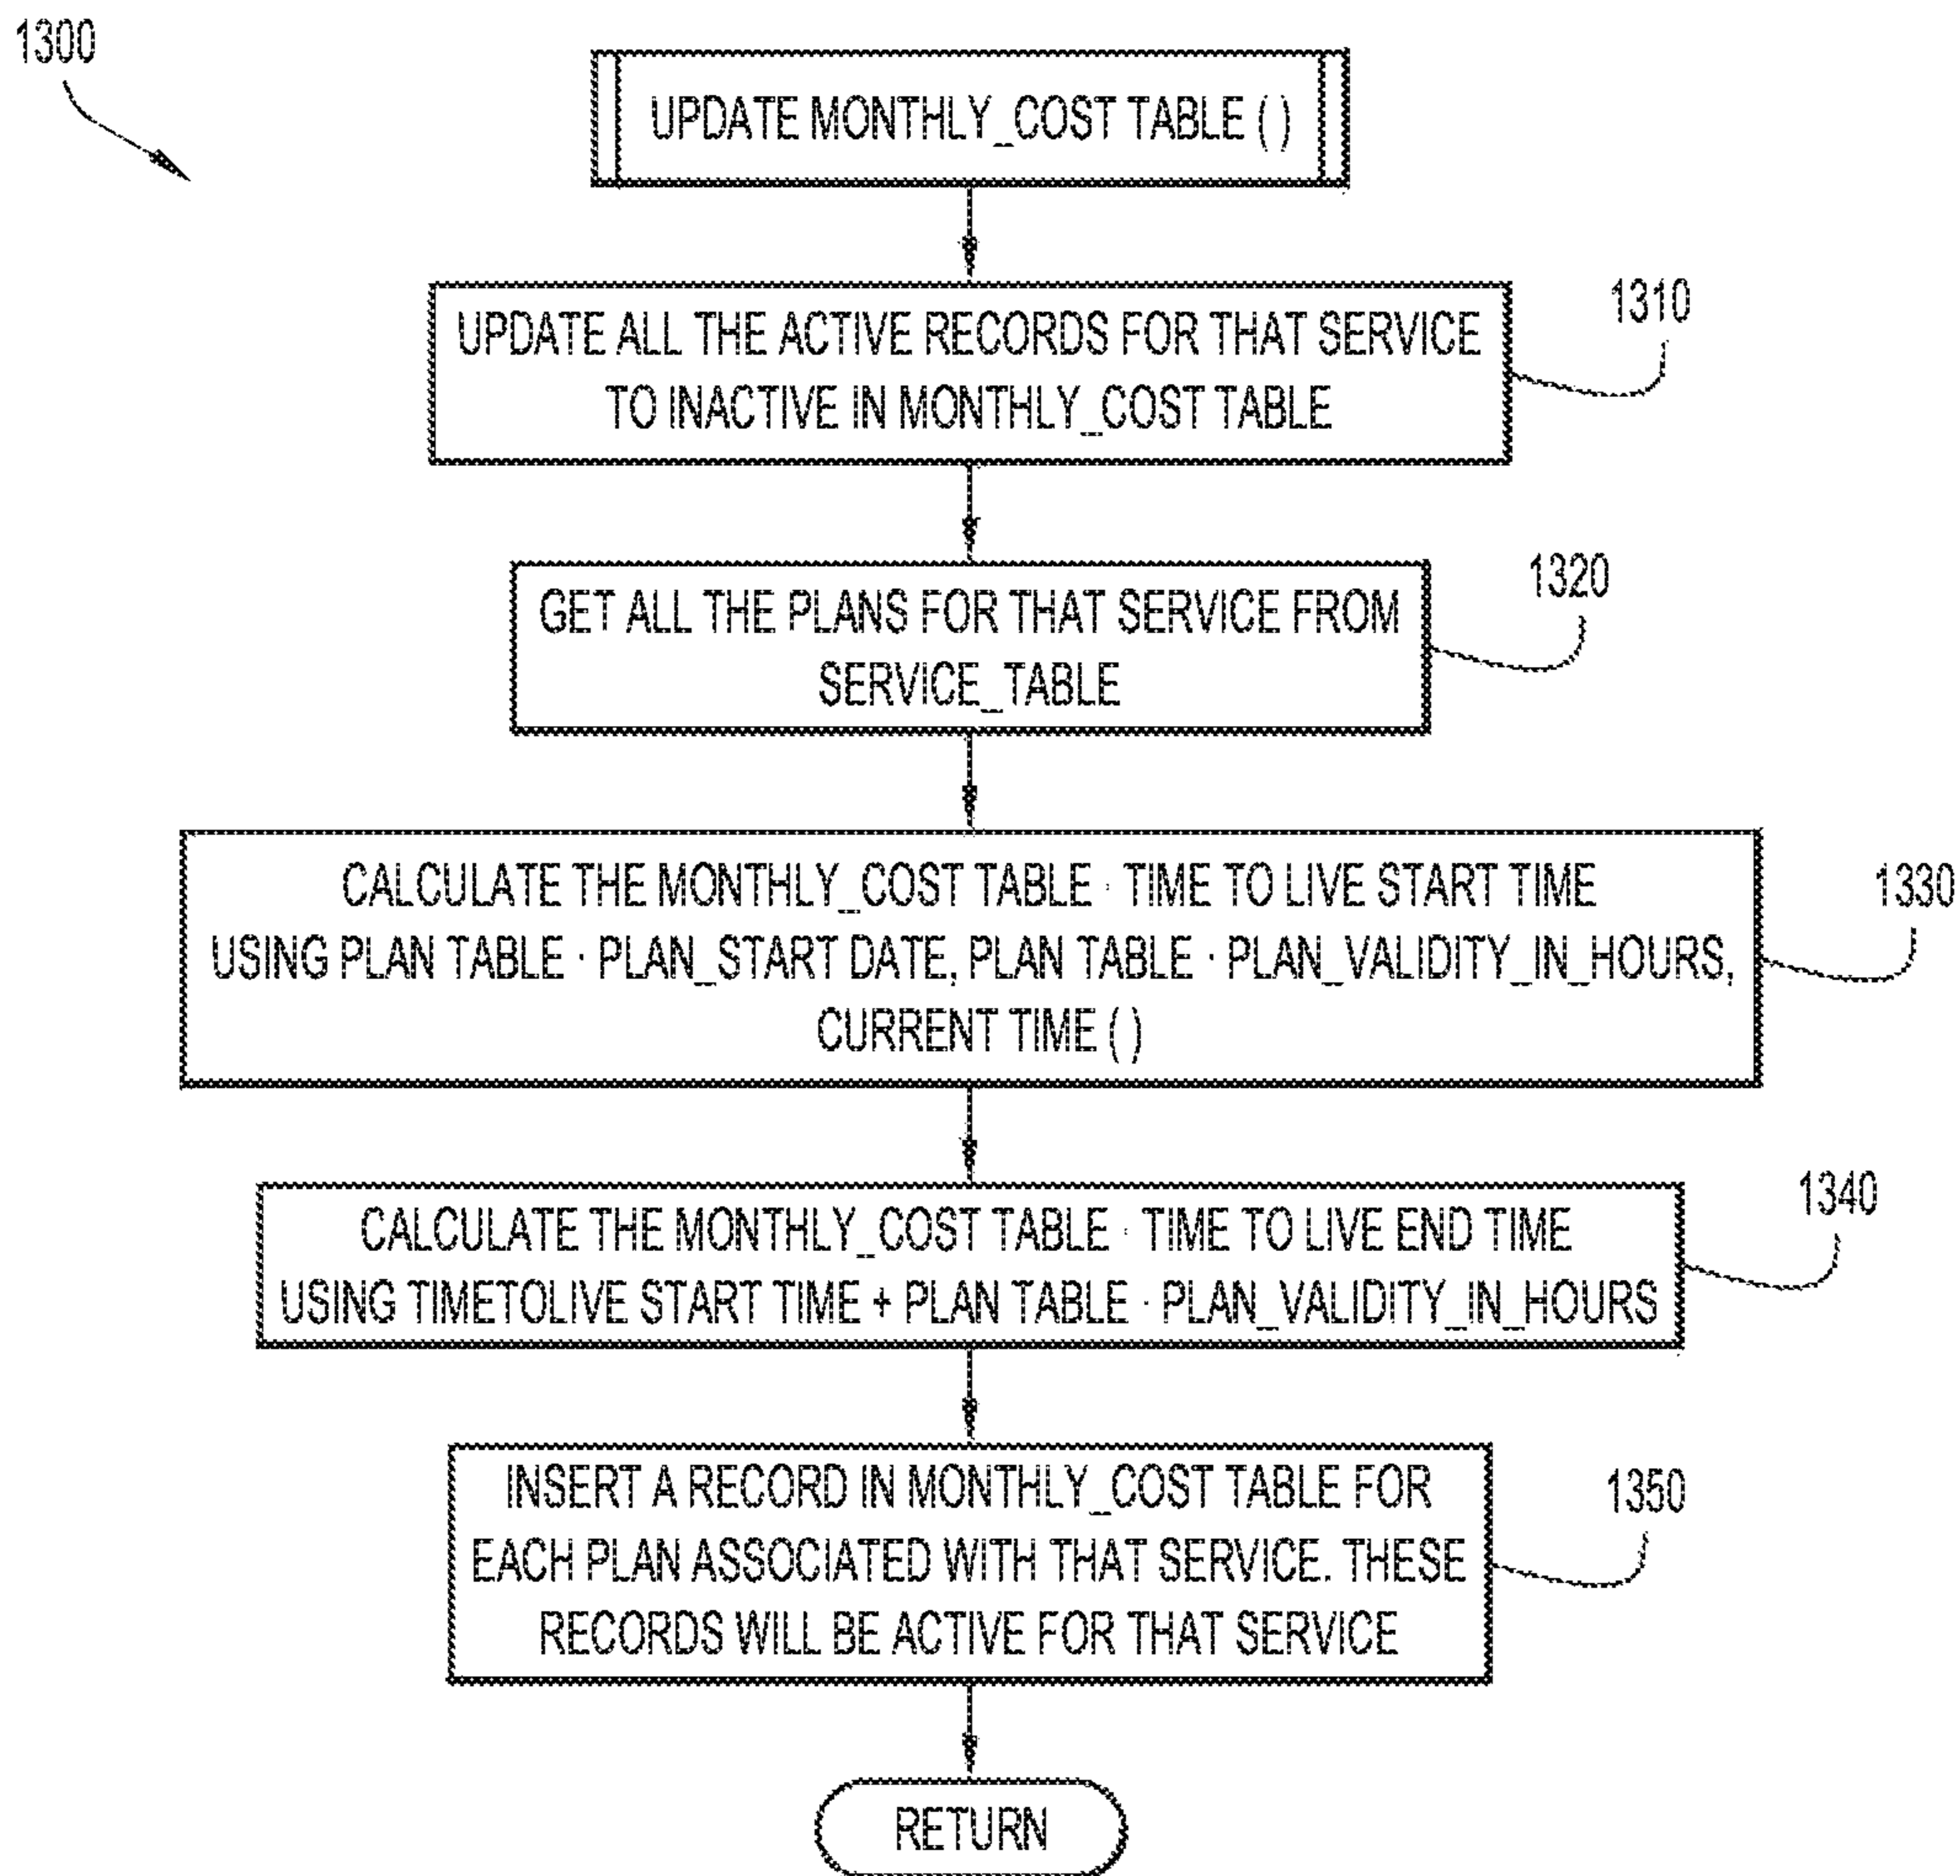 1300
UPDATE MONTHLY_COST TABLE ( )
UPDATE ALL THE ACTIVE RECORDS FOR THAT SERVICE
TO INACTIVE IN MONTHLY_COST TABLE
1310
GET ALL THE PLANS FOR THAT SERVICE FROM
SERVICE_TABLE
1320
CALCULATE THE MONTHLY_COST TABLE · TIME TO LIVE START TIME
USING PLAN TABLE · PLAN_START DATE, PLAN TABLE · PLAN_VALIDITY_IN_HOURS,
CURRENT TIME ( )
1330
CALCULATE THE MONTHLY_COST TABLE · TIME TO LIVE END TIME
USING TIMETOLIVE START TIME + PLAN TABLE · PLAN_VALIDITY_IN_HOURS
1340
INSERT A RECORD IN MONTHLY_COST TABLE FOR
EACH PLAN ASSOCIATED WITH THAT SERVICE. THESE
RECORDS WILL BE ACTIVE FOR THAT SERVICE
1350
RETURN